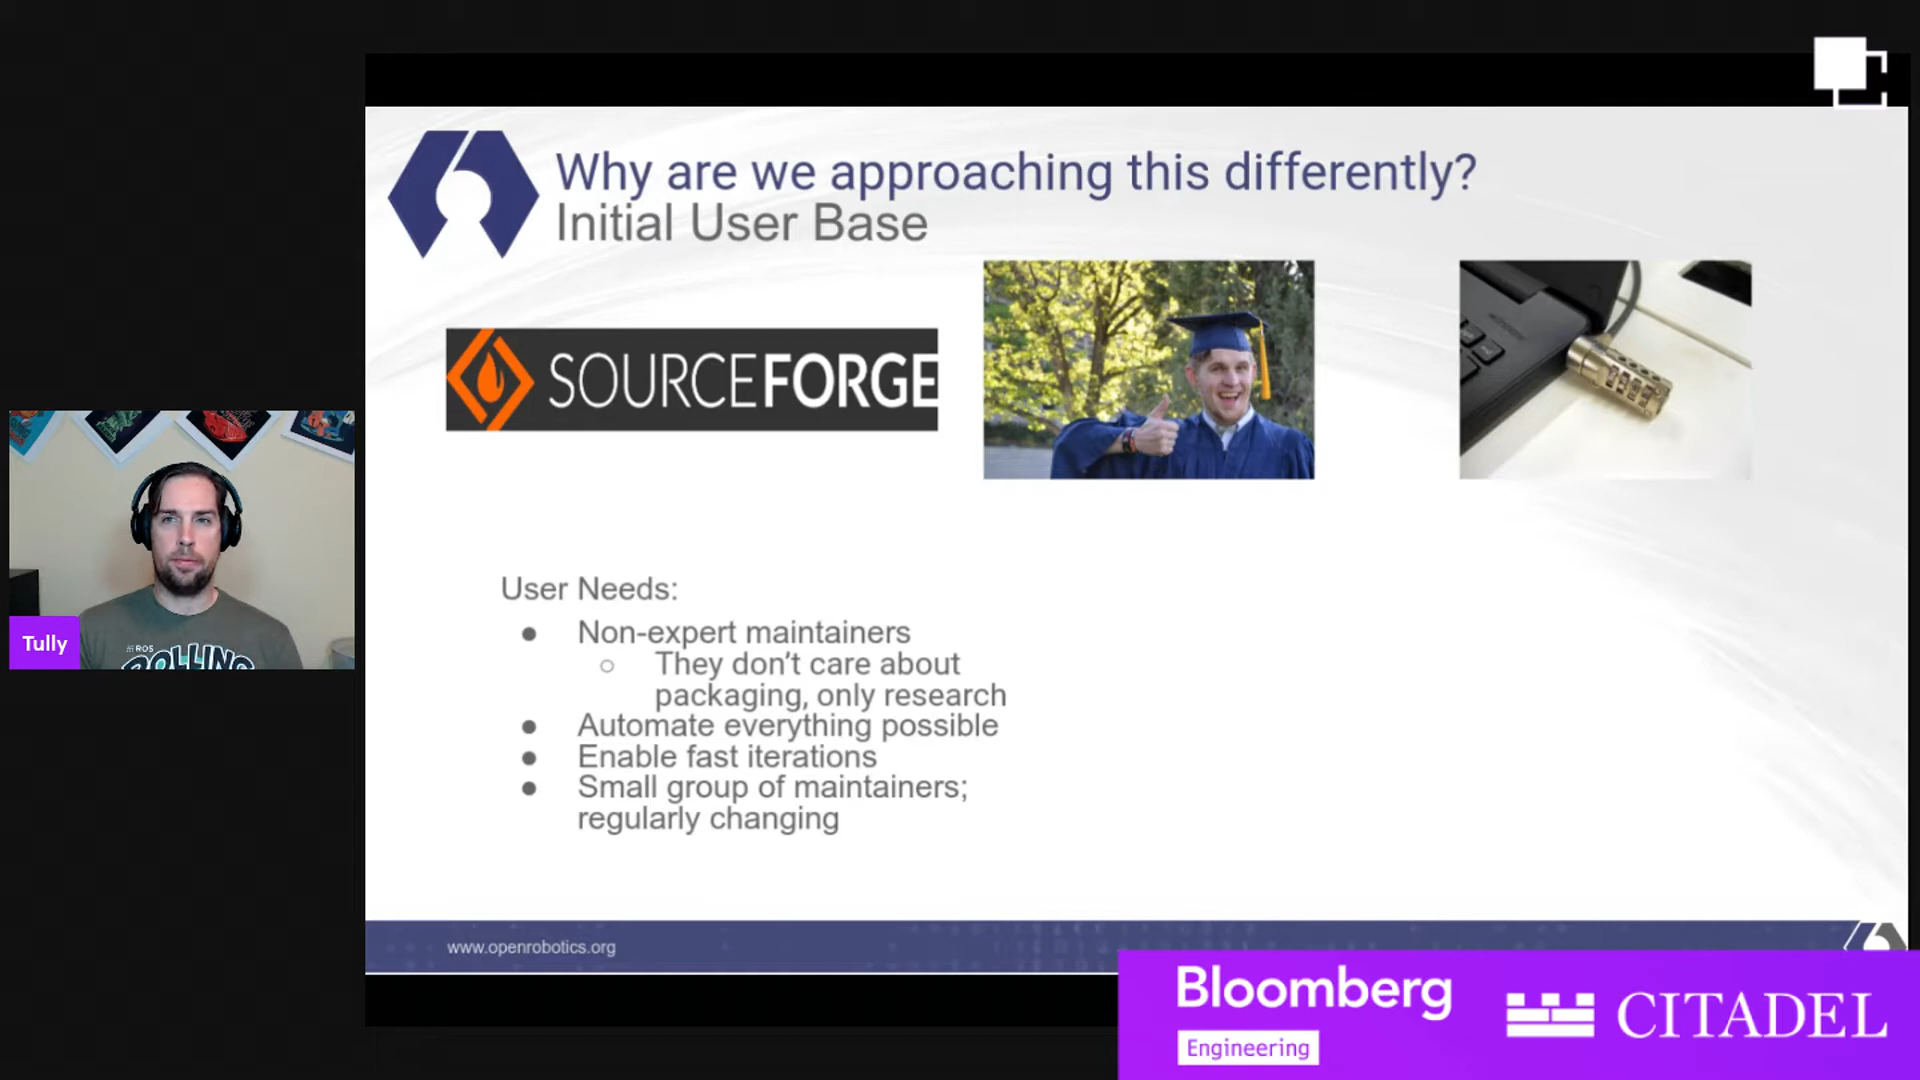 Why are we approaching this differently?
Initial User Base
SOURCEFORGE
User Needs:
● Non-expert maintainers
○ They don’t care about
packaging, only research
● Automate everything possible
● Enable fast iterations
● Small group of maintainers;
regularly changing
Tully
ROS
ROLLING
www.openrobotics.org
Bloomberg
Engineering
CITADEL